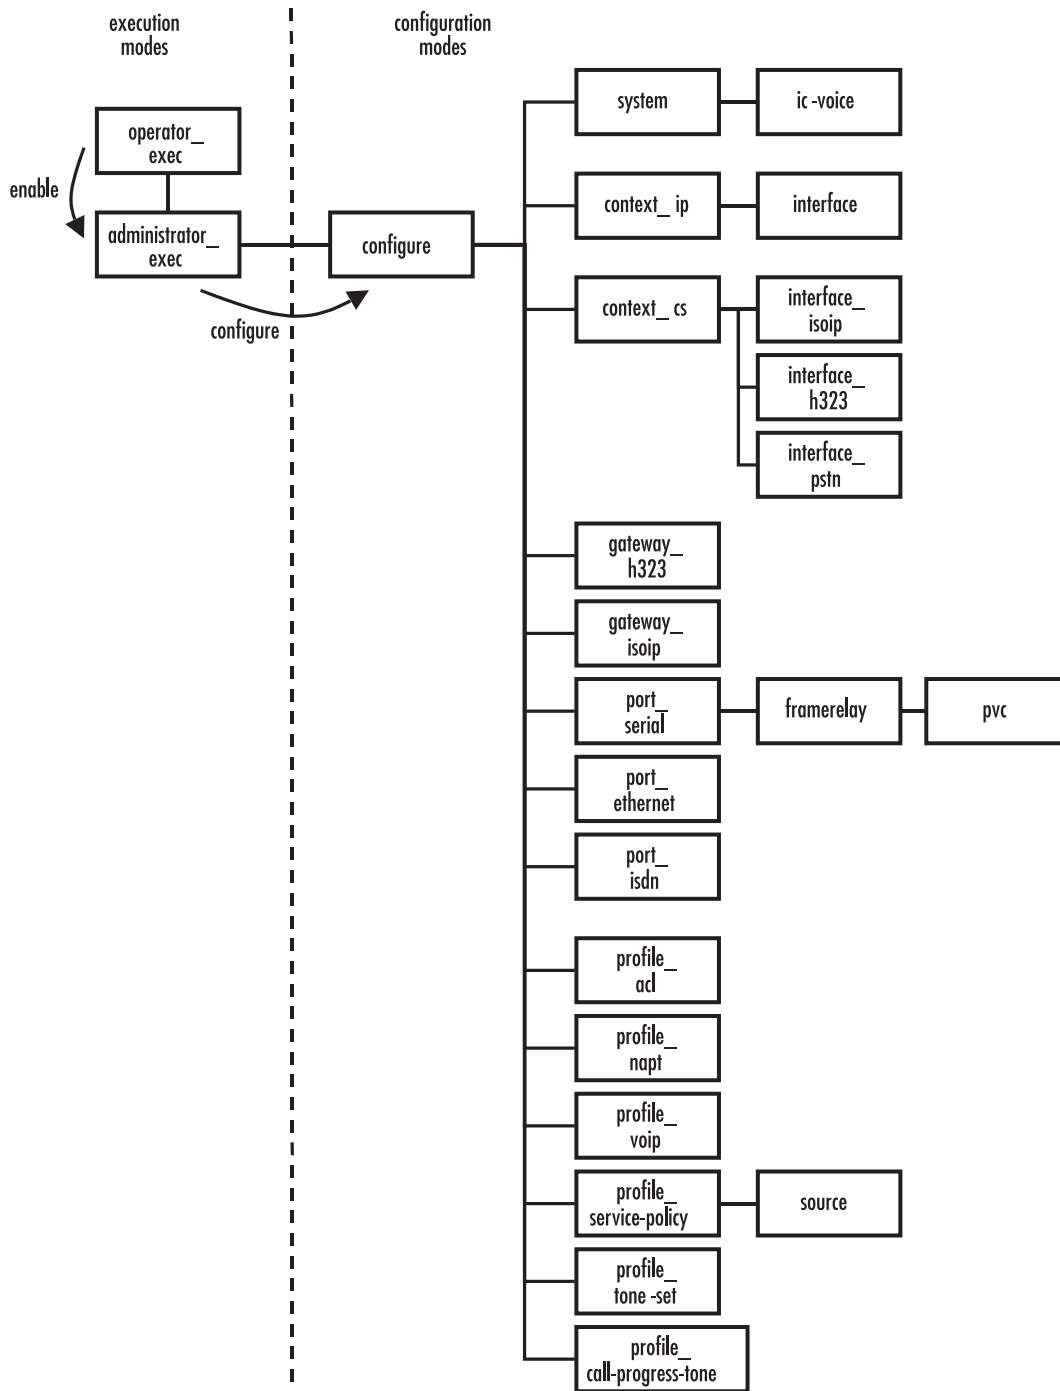 execution
modes
configuration
modes
operator_
exec
enable
administrator_
exec
configure
configure
system
ic -voice
context_ ip
interface
context_ cs
interface_
isoip
interface_
h323
interface_
pstn
gateway_
h323
gateway_
isoip
port_
serial
framerelay
pvc
port_
ethernet
port_
isdn
profile_
acl
profile_
napt
profile_
voip
profile_
service-policy
source
profile_
tone -set
profile_
call-progress-tone